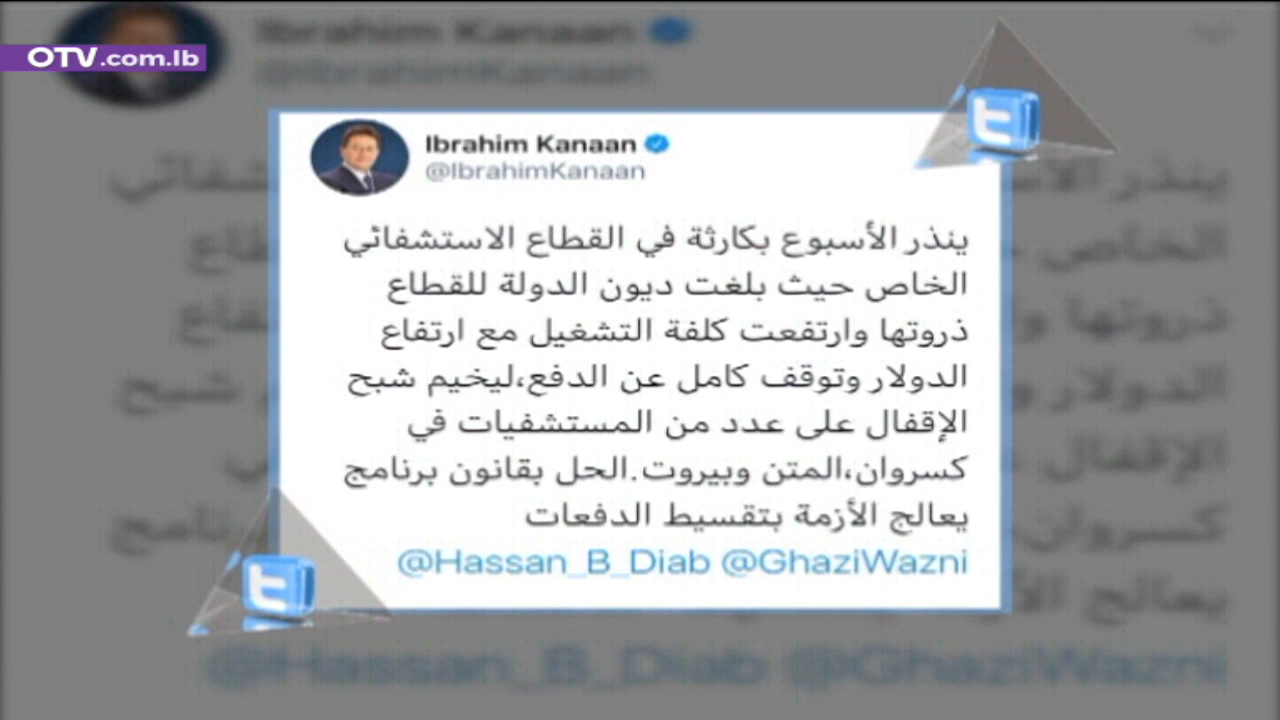 OTV.com.lb
Ibrahim Kanaan
@IbrahimKanaan
ينذر الأسبوع بكارثة في القطاع الاستشفائي
الخاص حيث بلغت ديون الدولة للقطاع
ذروتها وارتفعت كلفة التشغيل مع ارتفاع
الدولار وتوقف كامل عن الدفع،ليخيم شبح
الإقفال على عدد من المستشفيات في
كسروان،المتن وبيروت.الحل بقانون برنامج
يعالج الأزمة بتقسيط الدفعات
@Hassan_B_Diab @GhaziWazni